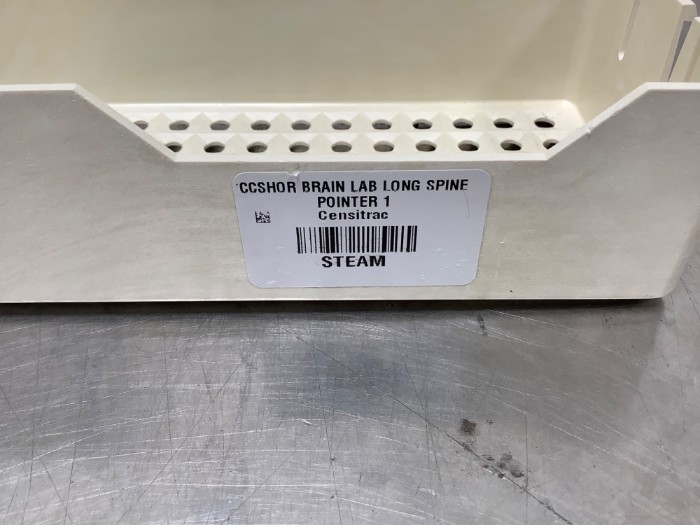 CCSHOR BRAIN LAB LONG SPINE
POINTER 1
Censitrac
STEAM